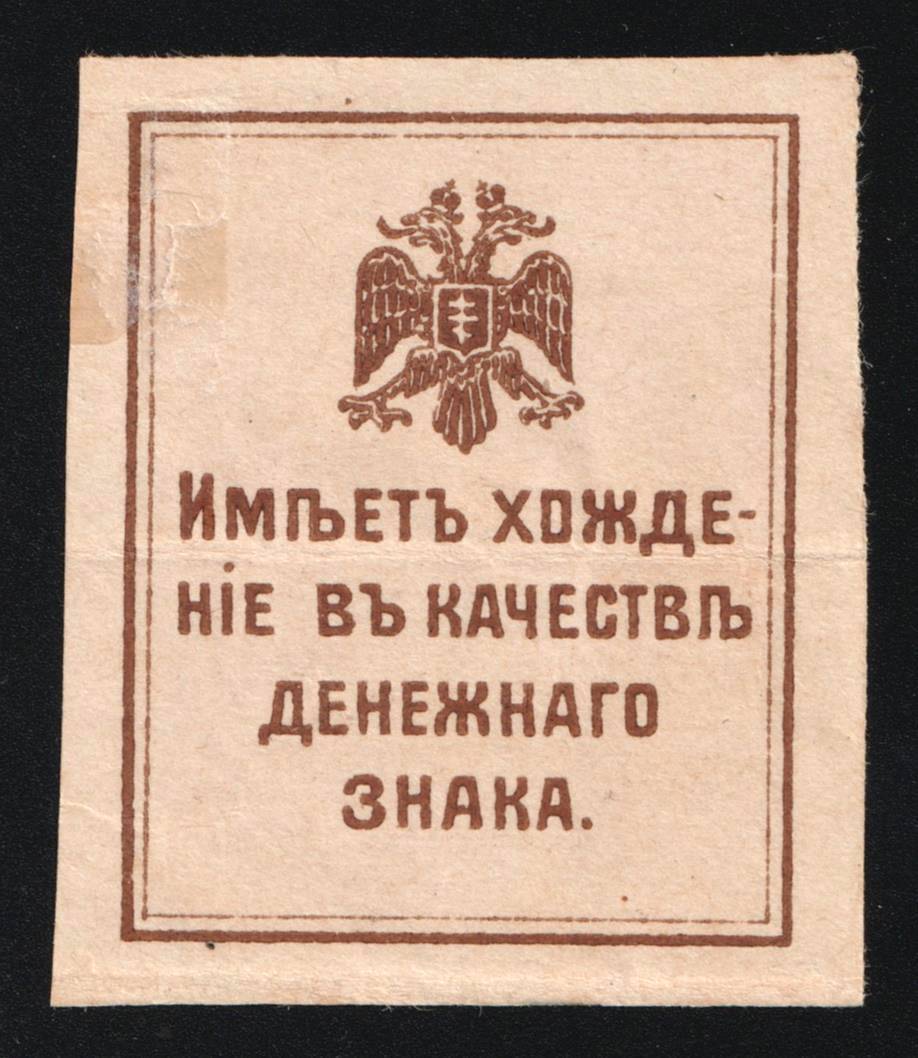 Имѣетъ хожде-
ніе въ качествѣ
денежнаго
знака.